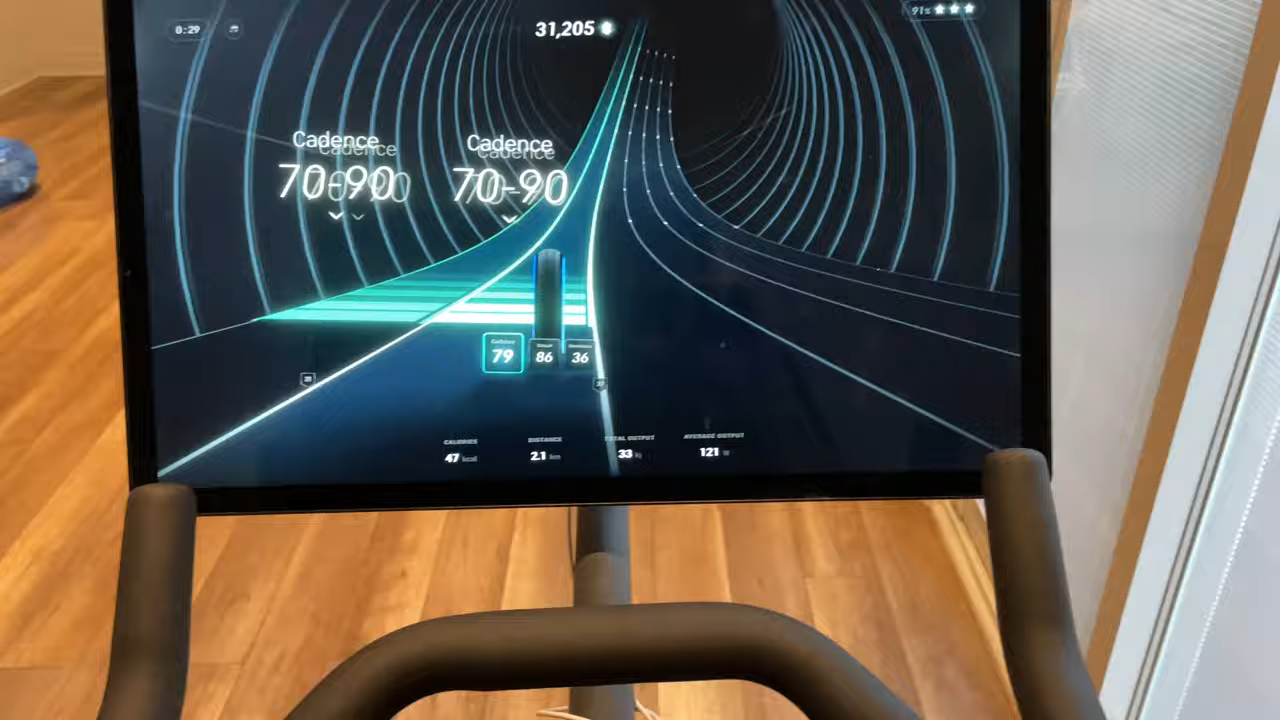 0:29
31,205
91%
Cadence
70-90
Cadence
70-90
Cadence
79
86
36
CALORIES
47 kcal
DISTANCE
2.1 km
TOTAL OUTPUT
33 kj
AVERAGE OUTPUT
121 w